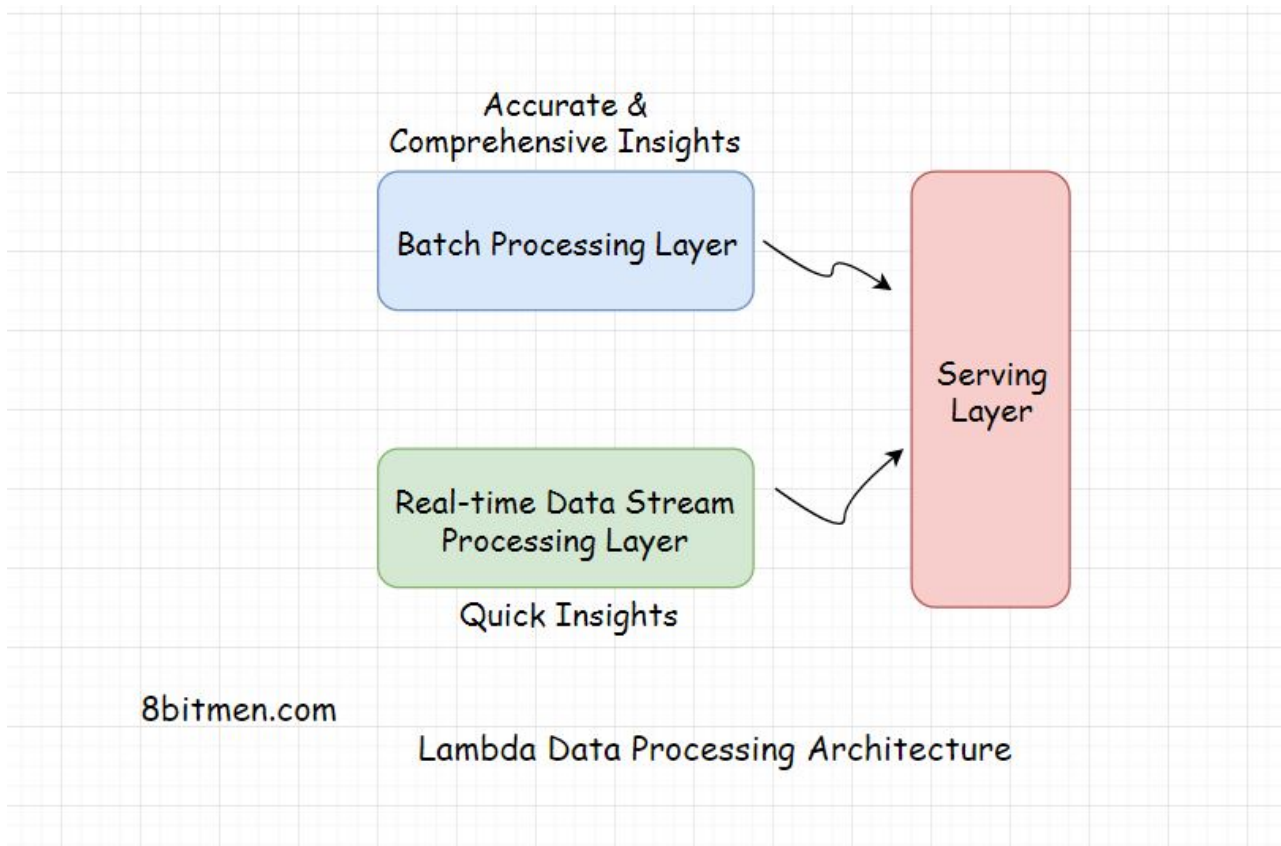 Accurate &
Comprehensive Insights
Batch Processing Layer
Serving
Layer
Real-time Data Stream
Processing Layer
Quick Insights
8bitmen.com
Lambda Data Processing Architecture